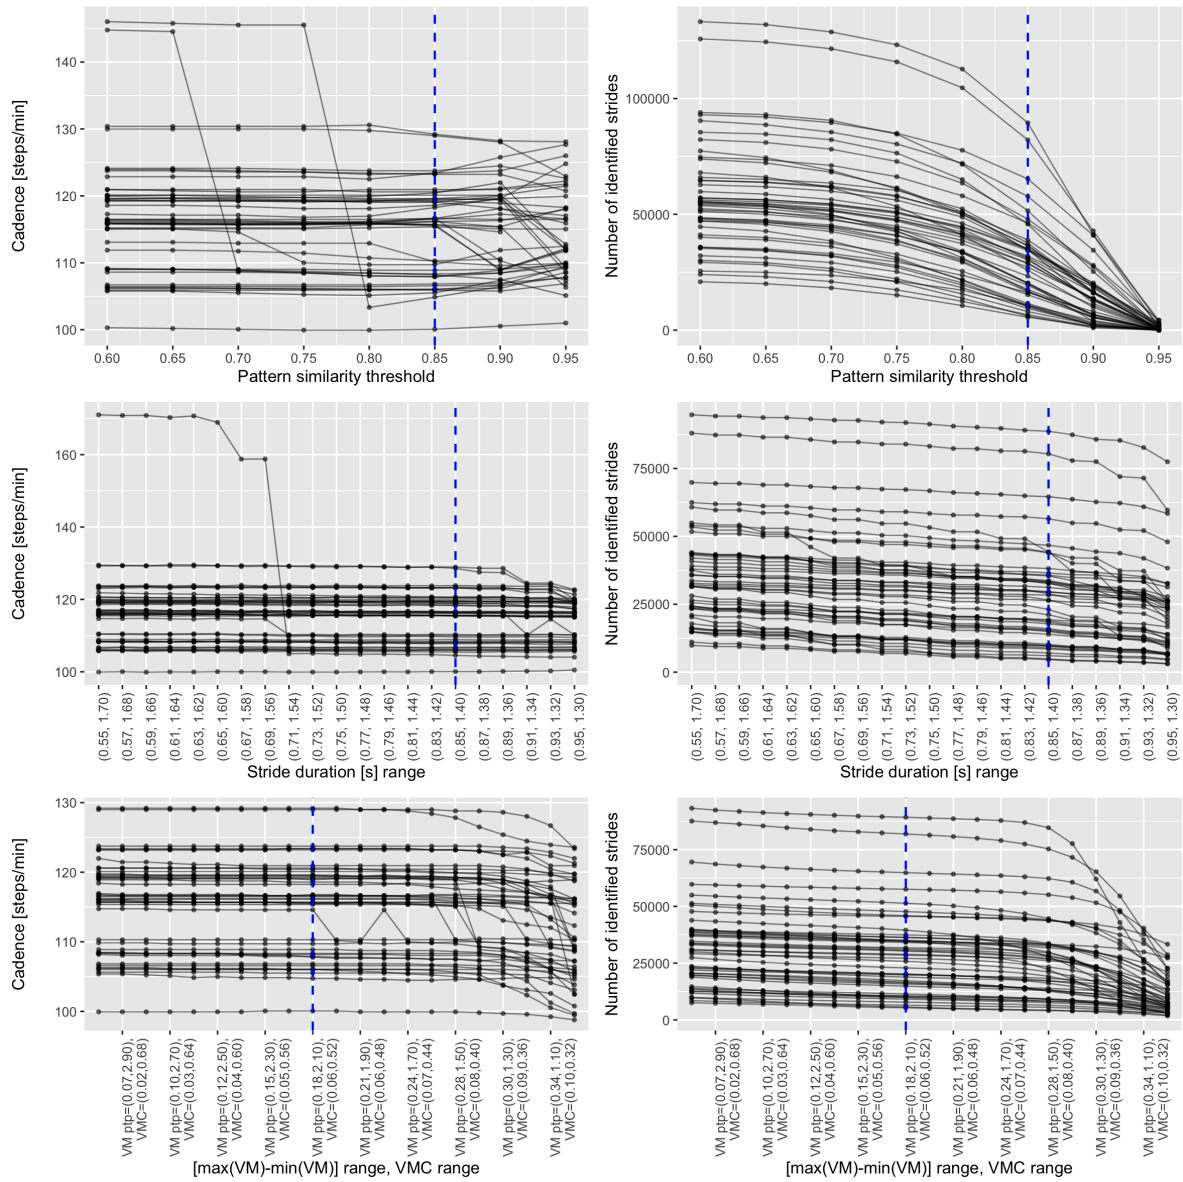 Cadence [steps/min]
140
130
120
110
100
0.60 0.65 0.70 0.75 0.80 0.85 0.90 0.95
Pattern similarity threshold
Number of identified strides
100000
50000
0
0.60 0.65 0.70 0.75 0.80 0.85 0.90 0.95
Pattern similarity threshold
Cadence [steps/min]
160
140
120
100
(0.55, 1.70)
(0.57, 1.68)
(0.59, 1.66)
(0.61, 1.64)
(0.63, 1.62)
(0.65, 1.60)
(0.67, 1.58)
(0.69, 1.56)
(0.71, 1.54)
(0.73, 1.52)
(0.75, 1.50)
(0.77, 1.48)
(0.79, 1.46)
(0.81, 1.44)
(0.83, 1.42)
(0.85, 1.40)
(0.87, 1.38)
(0.89, 1.36)
(0.91, 1.34)
(0.93, 1.32)
(0.95, 1.30)
Stride duration [s] range
Number of identified strides
75000
50000
25000
0
(0.55, 1.70)
(0.57, 1.68)
(0.59, 1.66)
(0.61, 1.64)
(0.63, 1.62)
(0.65, 1.60)
(0.67, 1.58)
(0.69, 1.56)
(0.71, 1.54)
(0.73, 1.52)
(0.75, 1.50)
(0.77, 1.48)
(0.79, 1.46)
(0.81, 1.44)
(0.83, 1.42)
(0.85, 1.40)
(0.87, 1.38)
(0.89, 1.36)
(0.91, 1.34)
(0.93, 1.32)
(0.95, 1.30)
Stride duration [s] range
Cadence [steps/min]
130
120
110
100
VM ptp=(0.07,2.90),
VMC=(0.02,0.68)
VM ptp=(0.10,2.70),
VMC=(0.03,0.64)
VM ptp=(0.12,2.50),
VMC=(0.04,0.60)
VM ptp=(0.15,2.30),
VMC=(0.05,0.56)
VM ptp=(0.18,2.10),
VMC=(0.06,0.52)
VM ptp=(0.21,1.90),
VMC=(0.06,0.48)
VM ptp=(0.24,1.70),
VMC=(0.07,0.44)
VM ptp=(0.28,1.50),
VMC=(0.08,0.40)
VM ptp=(0.30,1.30),
VMC=(0.09,0.36)
VM ptp=(0.34,1.10),
VMC=(0.10,0.32)
[max(VM)-min(VM)] range, VMC range
Number of identified strides
75000
50000
25000
0
VM ptp=(0.07,2.90),
VMC=(0.02,0.68)
VM ptp=(0.10,2.70),
VMC=(0.03,0.64)
VM ptp=(0.12,2.50),
VMC=(0.04,0.60)
VM ptp=(0.15,2.30),
VMC=(0.05,0.56)
VM ptp=(0.18,2.10),
VMC=(0.06,0.52)
VM ptp=(0.21,1.90),
VMC=(0.06,0.48)
VM ptp=(0.24,1.70),
VMC=(0.07,0.44)
VM ptp=(0.28,1.50),
VMC=(0.08,0.40)
VM ptp=(0.30,1.30),
VMC=(0.09,0.36)
VM ptp=(0.34,1.10),
VMC=(0.10,0.32)
[max(VM)-min(VM)] range, VMC range